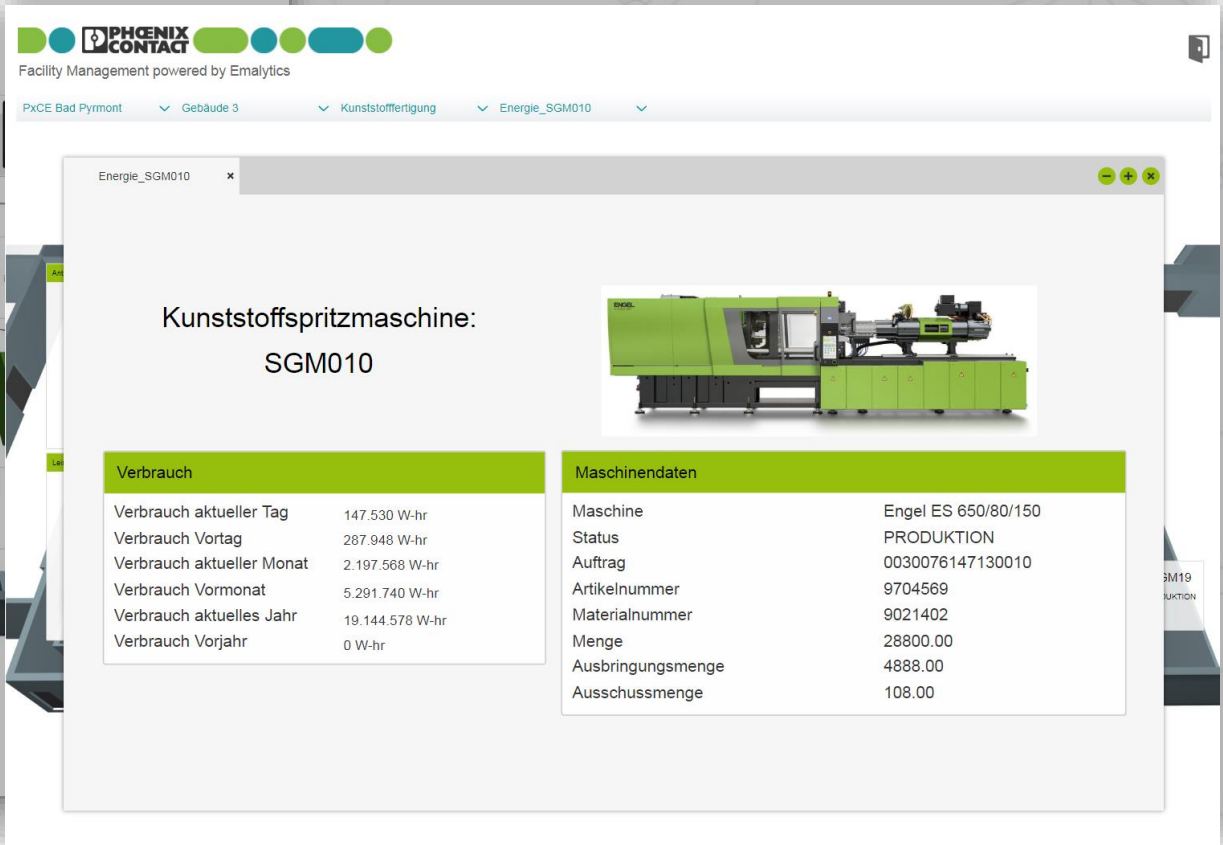 PHŒNIX
CONTACT
Facility Management powered by Emalytics
PxCE Bad Pyrmont Gebäude 3 Kunststofffertigung Energie_SGM010
Energie_SGM010
Kunststoffspritzmaschine:
SGM010
ENGEL
Verbrauch
Verbrauch aktueller Tag 147.530 W-hr
Verbrauch Vortag 287.948 W-hr
Verbrauch aktueller Monat 2.197.568 W-hr
Verbrauch Vormonat 5.291.740 W-hr
Verbrauch aktuelles Jahr 19.144.578 W-hr
Verbrauch Vorjahr 0 W-hr
Maschinendaten
Maschine Engel ES 650/80/150
Status PRODUKTION
Auftrag 0030076147130010
Artikelnummer 9704569
Materialnummer 9021402
Menge 28800.00
Ausbringungsmenge 4888.00
Ausschussmenge 108.00